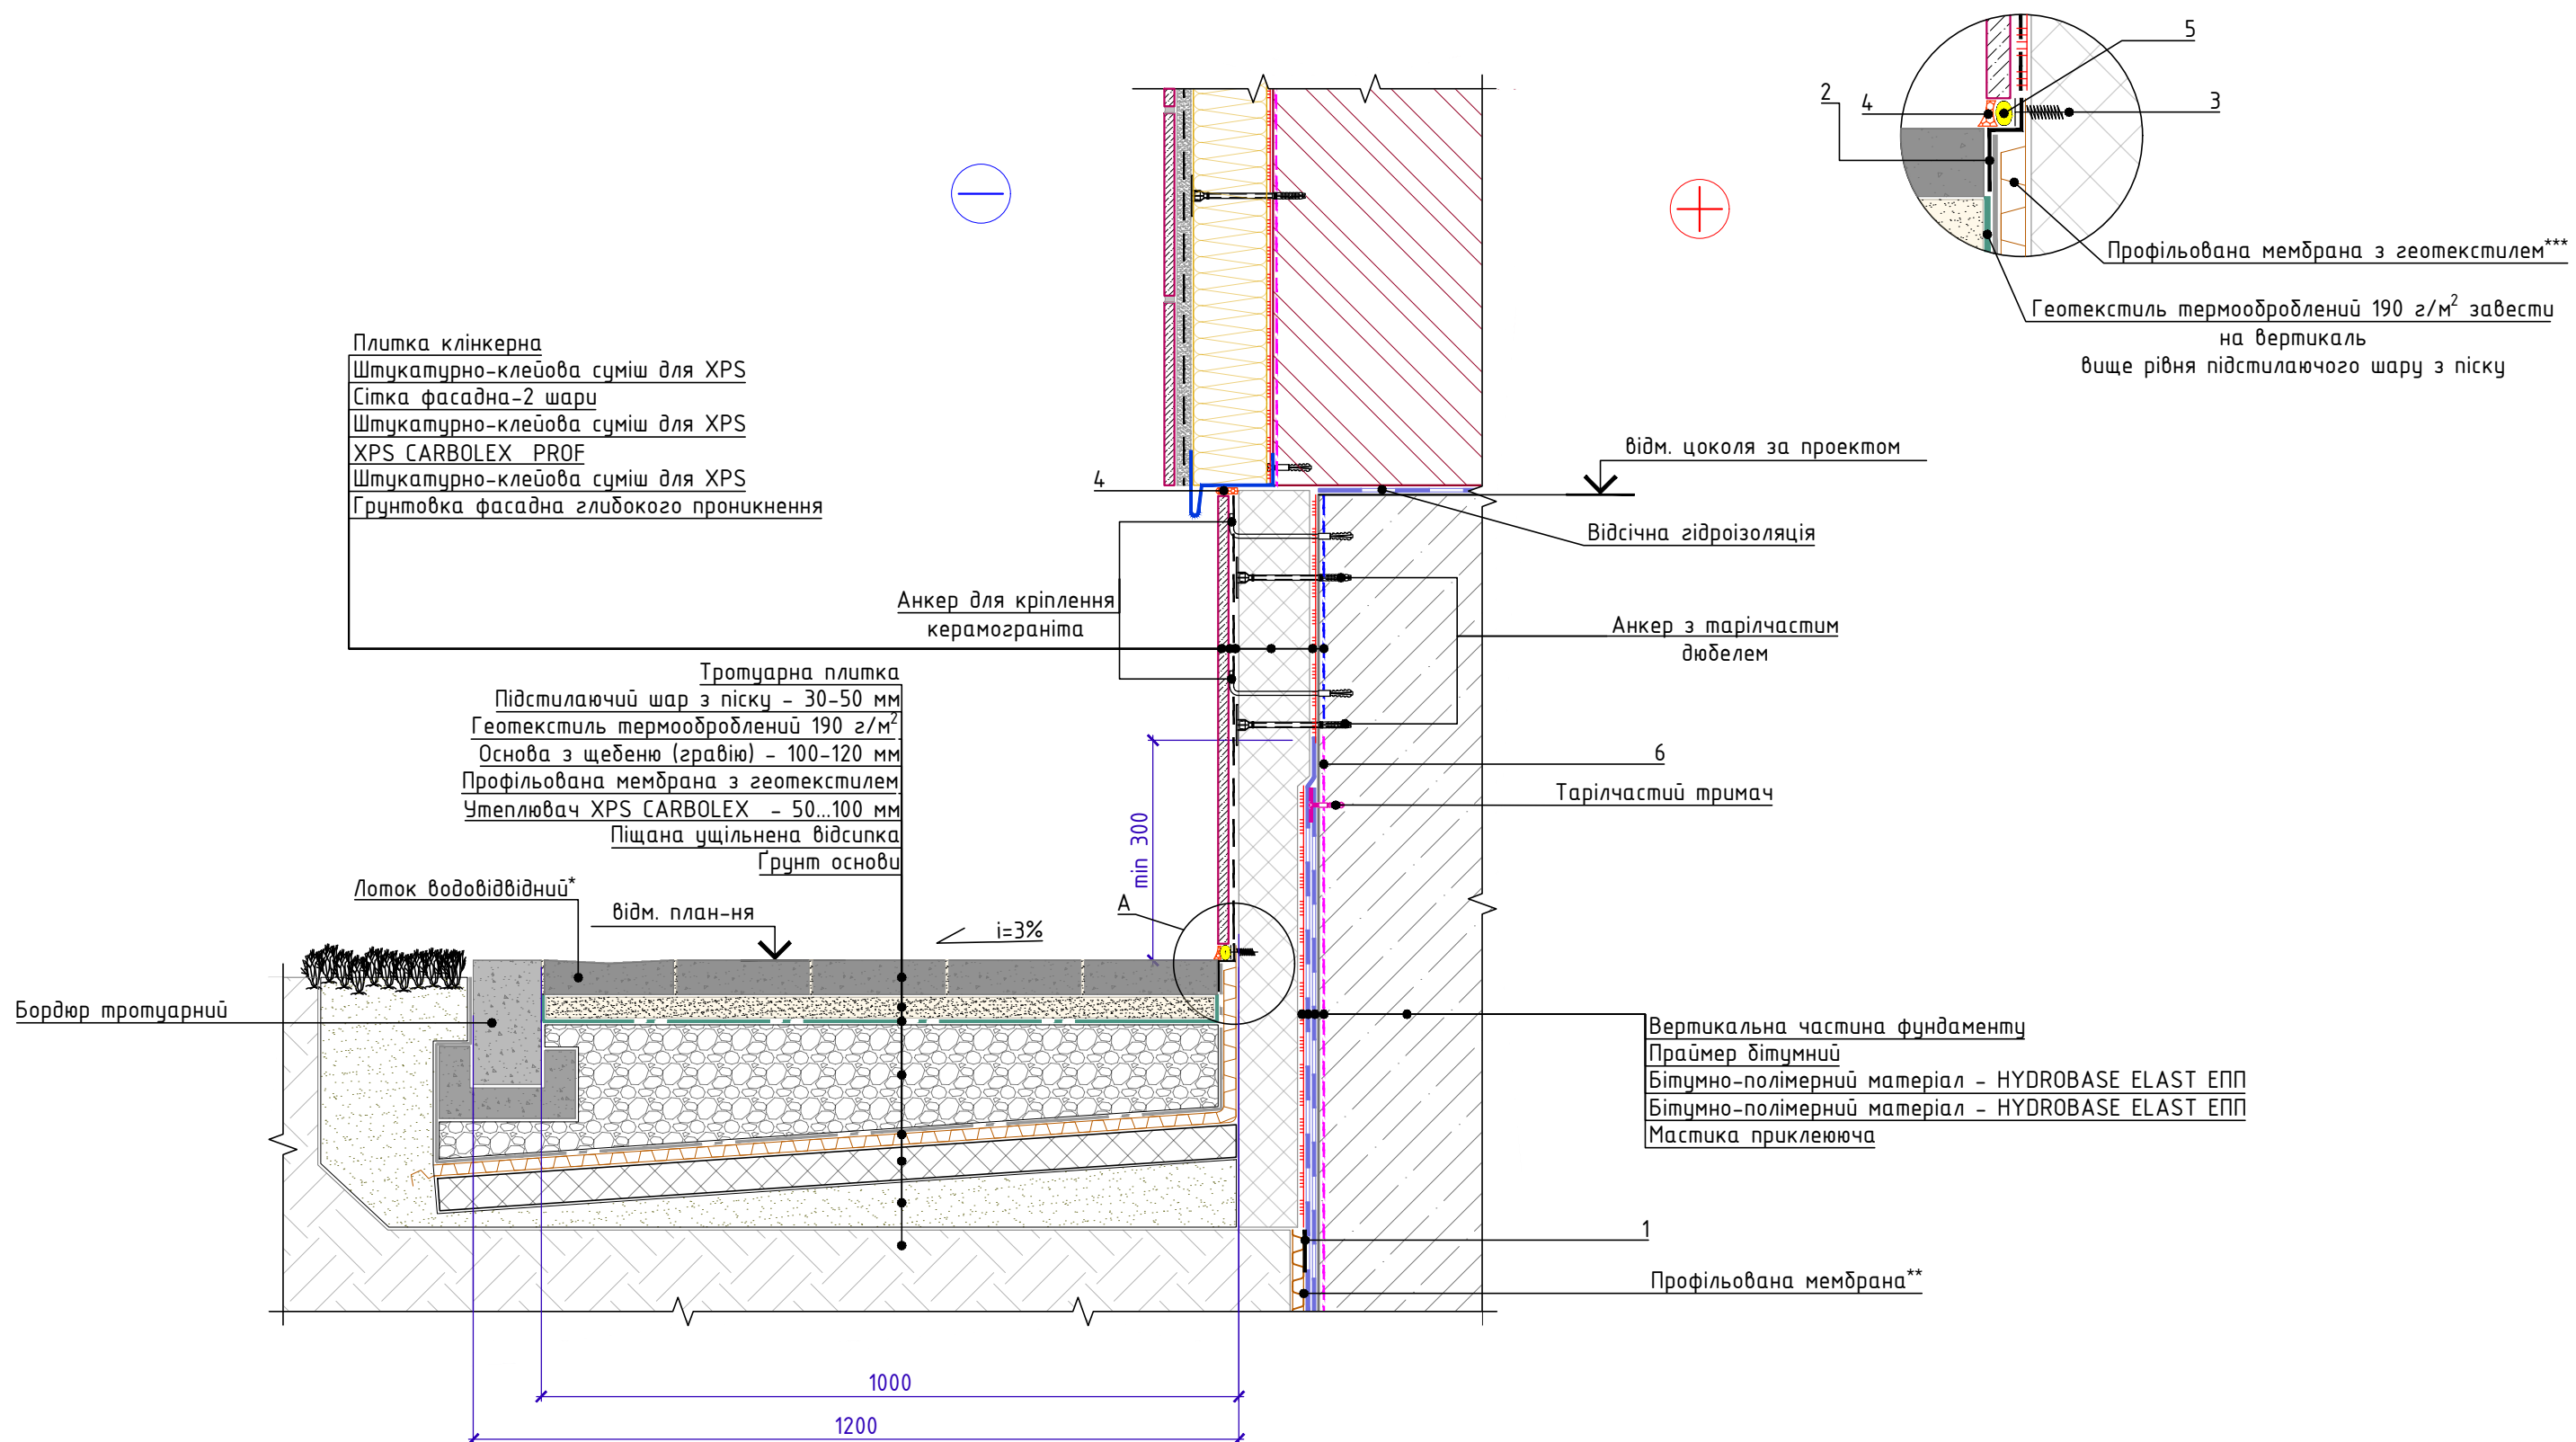 5
2
4
3
Профільована мембрана з геотекстилем***
Геотекстиль термооброблений 190 г/м² завести
на вертикаль
вище рівня підстилаючого шару з піску
Плитка клінкерна
Штукатурно-клейова суміш для XPS
Сітка фасадна-2 шари
Штукатурно-клейова суміш для XPS
XPS CARBOLEX PROF
Штукатурно-клейова суміш для XPS
Грунтовка фасадна глибокого проникнення
4
відм. цоколя за проектом
Відсічна гідроізоляція
Анкер для кріплення
керамограніта
Анкер з тарілчастим
дюбелем
Тротуарна плитка
Підстилаючий шар з піску - 30-50 мм
Геотекстиль термооброблений 190 г/м²
Основа з щебеню (гравію) - 100-120 мм
Профільована мембрана з геотекстилем
Утеплювач XPS CARBOLEX - 50...100 мм
Піщана ущільнена відсипка
Ґрунт основи
6
Тарілчастий тримач
min 300
Лоток водовідвідний*
відм. план-ня
i=3%
А
Бордюр тротуарний
Вертикальна частина фундаменту
Праймер бітумний
Бітумно-полімерний матеріал - HYDROBASE ELAST ЕПП
Бітумно-полімерний матеріал - HYDROBASE ELAST ЕПП
Мастика приклеююча
1
Профільована мембрана**
1000
1200